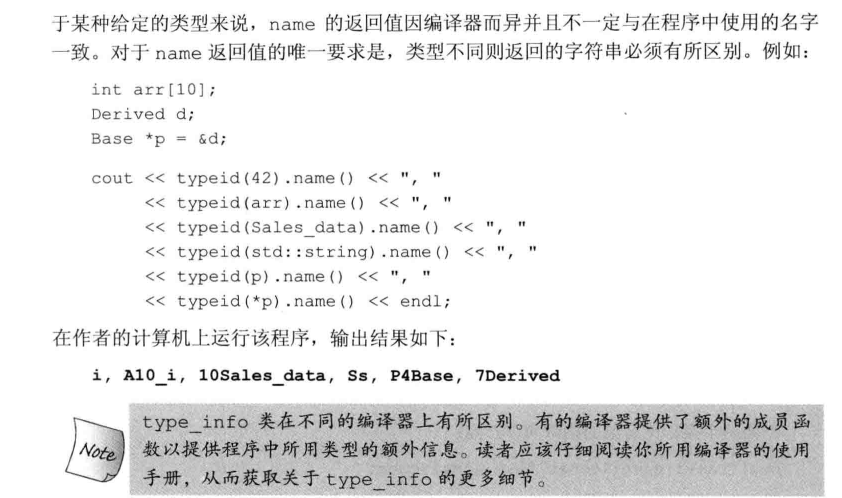 于某种给定的类型来说，name 的返回值因编译器而异并且不一定与在程序中使用的名字
一致。对于 name 返回值的唯一要求是，类型不同则返回的字符串必须有所区别。例如：
int arr[10];
Derived d;
Base *p = &d;
cout << typeid(42).name() << ", "
<< typeid(arr).name() << ", "
<< typeid(Sales_data).name() << ", "
<< typeid(std::string).name() << ", "
<< typeid(p).name() << ", "
<< typeid(*p).name() << endl;
在作者的计算机上运行该程序，输出结果如下：
i, A10_i, 10Sales_data, Ss, P4Base, 7Derived
Note
type_info 类在不同的编译器上有所区别。有的编译器提供了额外的成员函
数以提供程序中所用类型的额外信息。读者应该仔细阅读你所用编译器的使用
手册，从而获取关于 type_info 的更多细节。